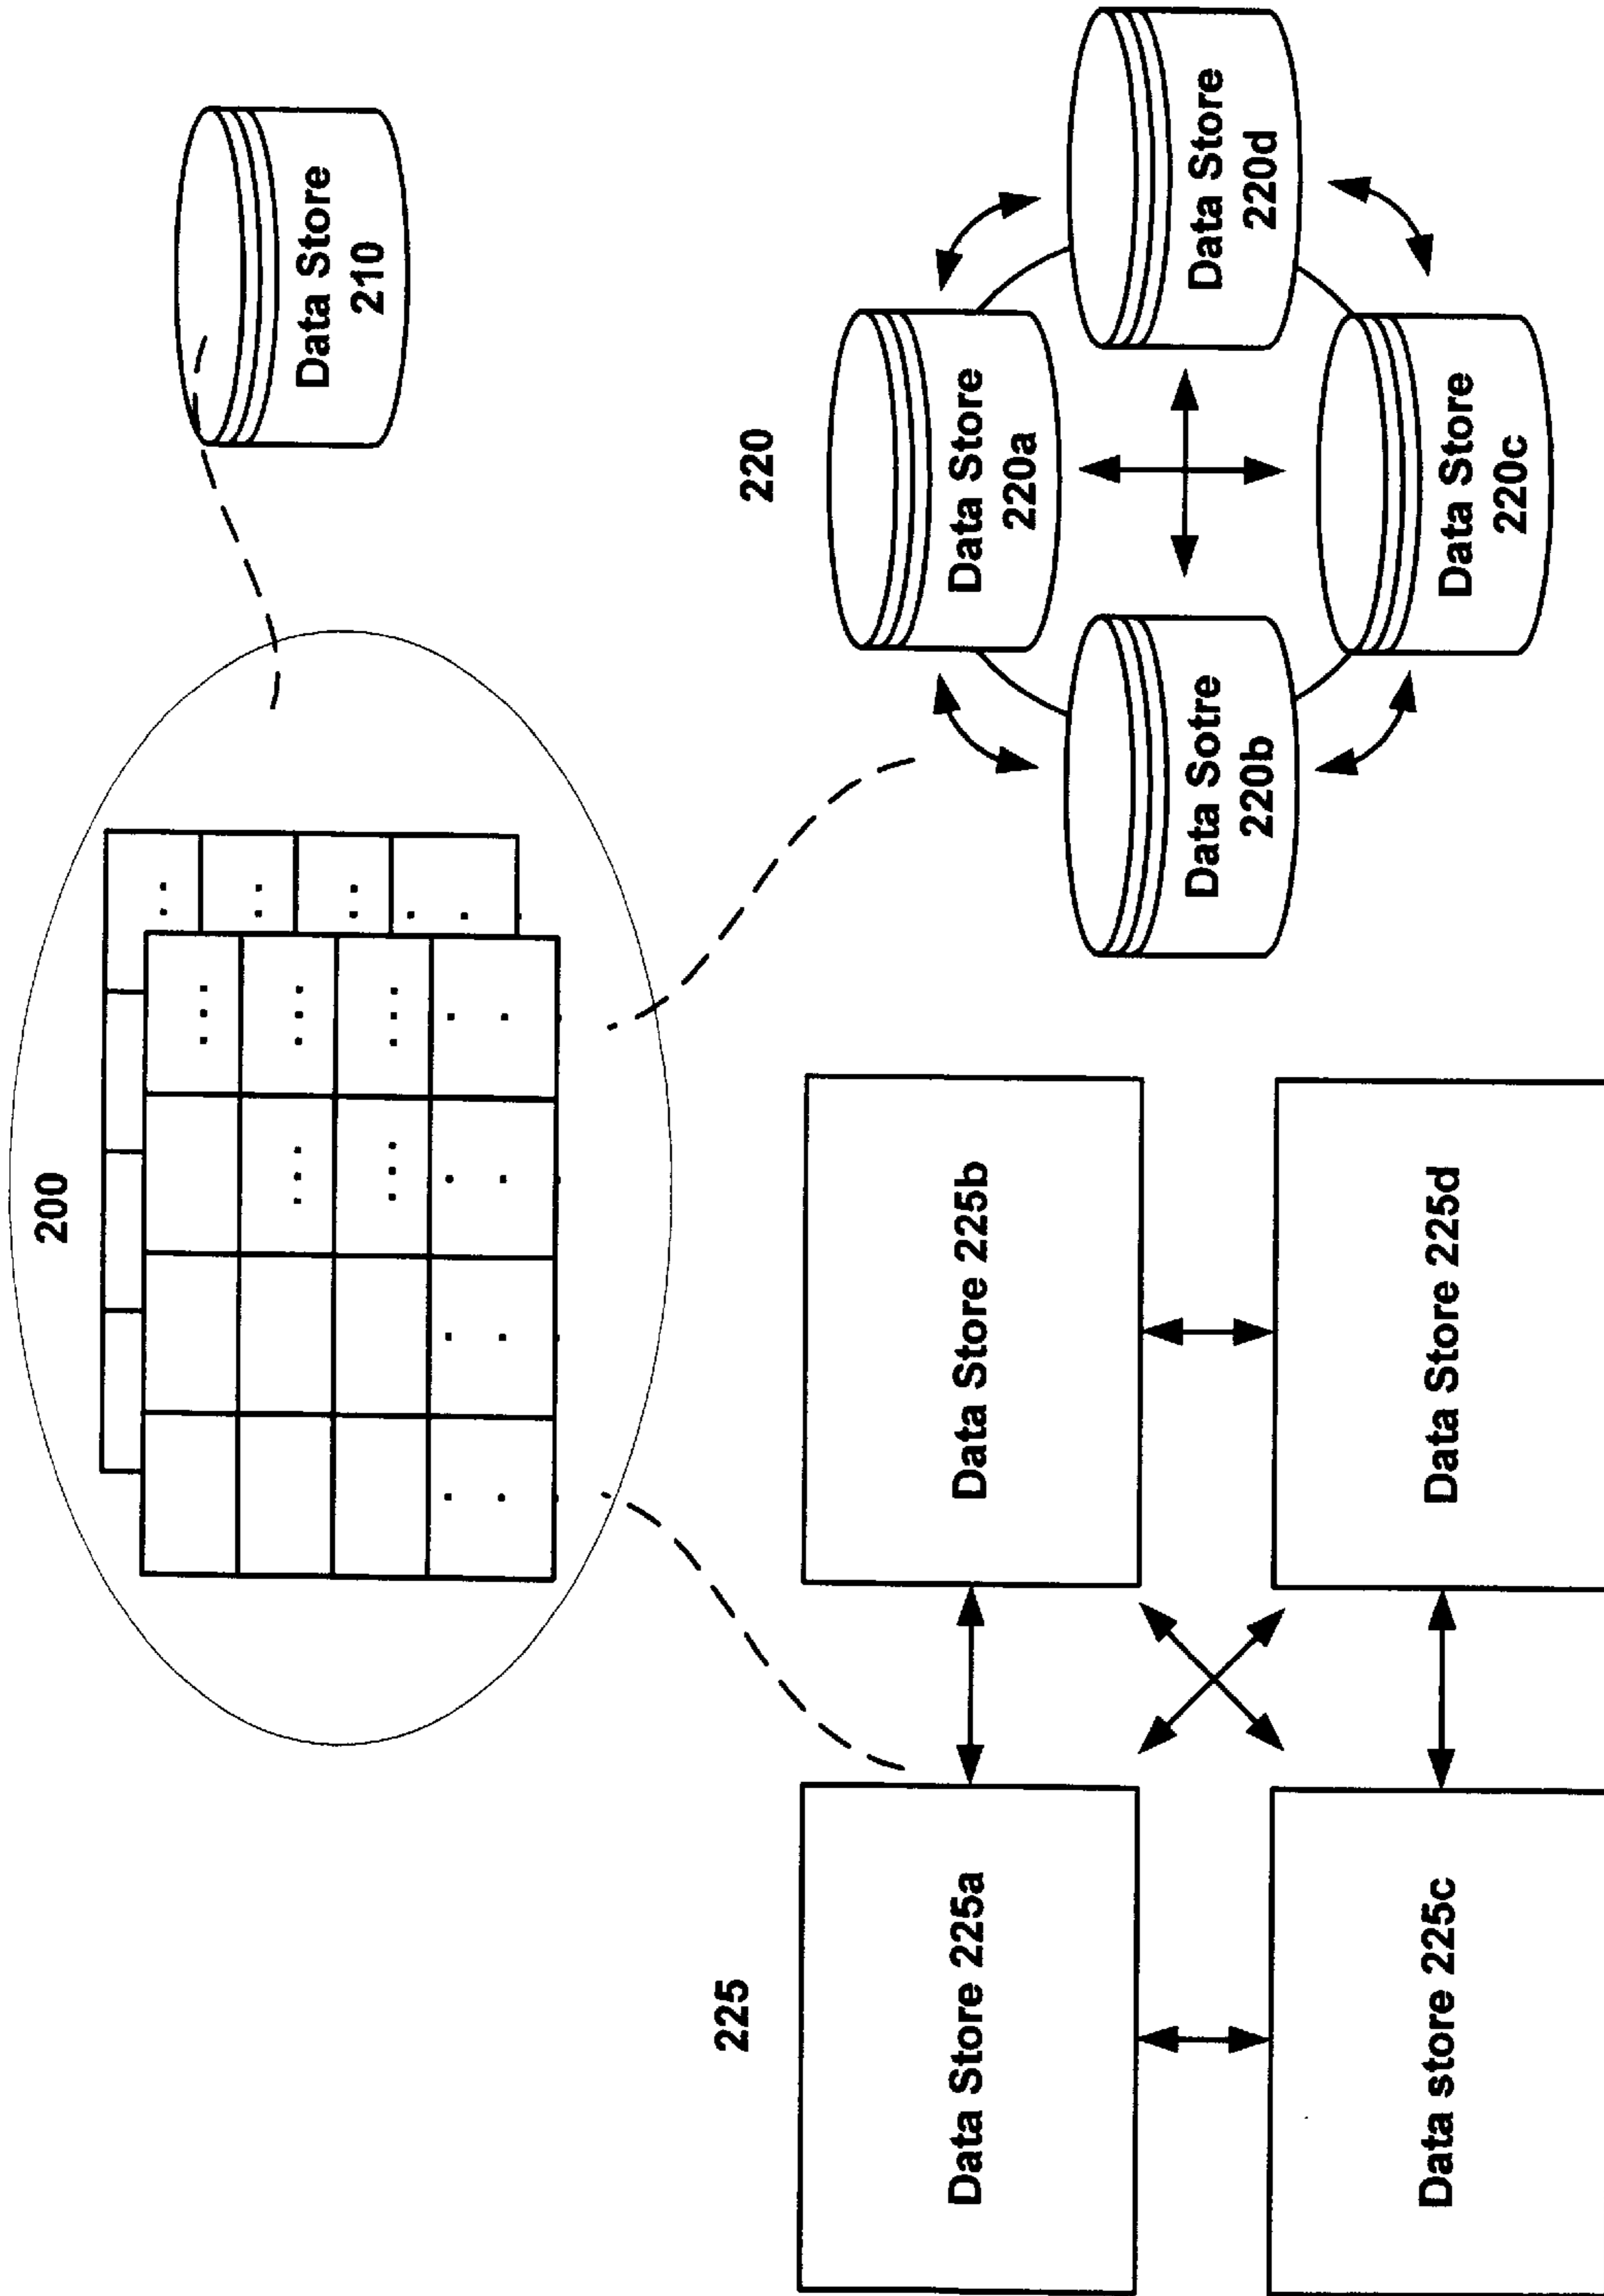 200
Data Store
210
225
220
Data Store 225a
Data Store 225b
Data store 225c
Data Store 225d
Data Store
220a
Data Sotre
220b
Data Store
220d
Data Store
220c